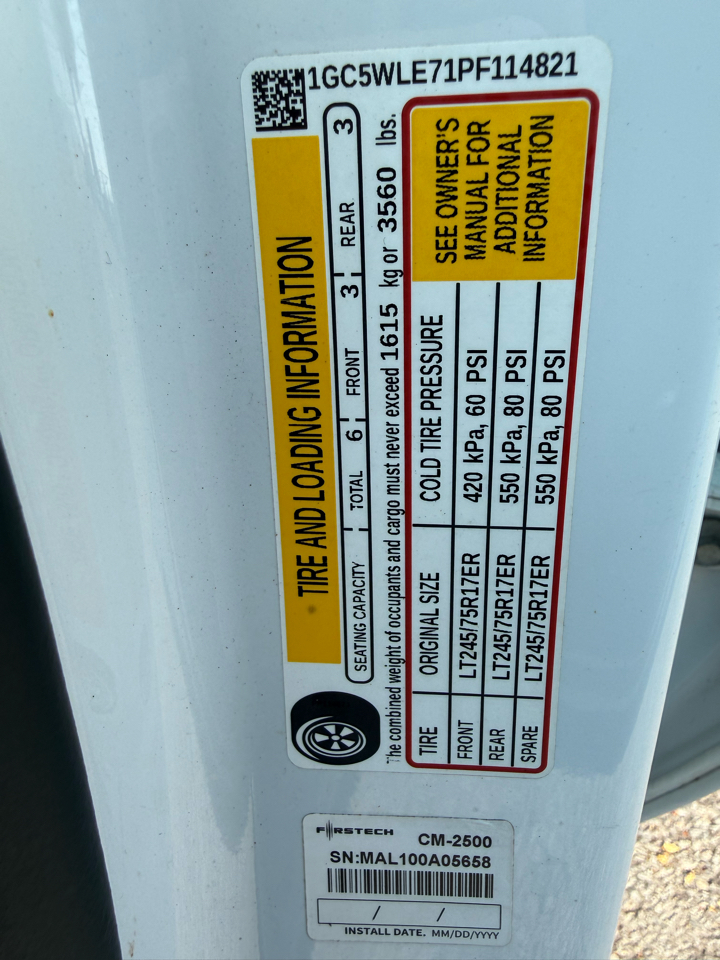 1GC5WLE71PF114821
TIRE AND LOADING INFORMATION
SEATING CAPACITY TOTAL 6 FRONT 3 REAR 3
The combined weight of occupants and cargo must never exceed 1615 kg or 3560 lbs.
TIRE ORIGINAL SIZE COLD TIRE PRESSURE
FRONT LT245/75R17ER 420 kPa, 60 PSI
REAR LT245/75R17ER 550 kPa, 80 PSI
SPARE LT245/75R17ER 550 kPa, 80 PSI
SEE OWNER'S
MANUAL FOR
ADDITIONAL
INFORMATION
FIRSTECH
CM-2500
SN:MAL100A05658
/ /
INSTALL DATE. MM/DD/YYYY